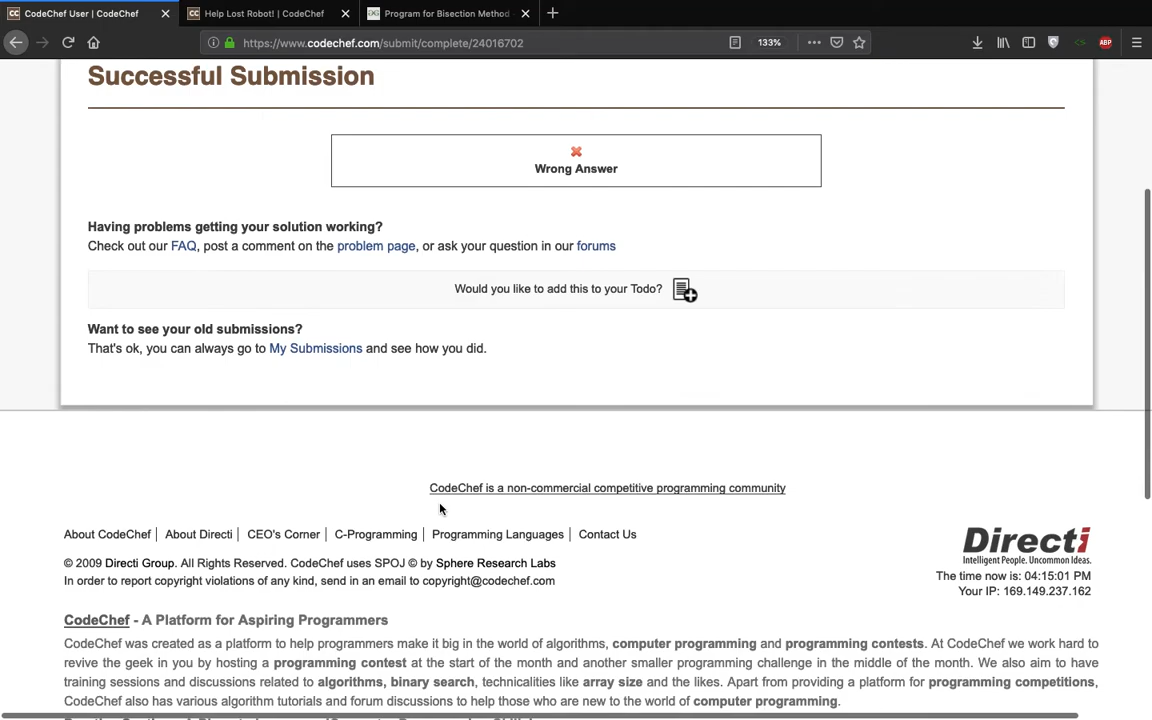 CodeChef User | CodeChef
Help Lost Robot! | CodeChef
Program for Bisection Method
https://www.codechef.com/submit/complete/24016702
133%
ABP
Successful Submission
Wrong Answer
Having problems getting your solution working?
Check out our FAQ, post a comment on the problem page, or ask your question in our forums
Would you like to add this to your Todo?
Want to see your old submissions?
That's ok, you can always go to My Submissions and see how you did.
CodeChef is a non-commercial competitive programming community
About CodeChef | About Directi | CEO's Corner | C-Programming | Programming Languages | Contact Us
© 2009 Directi Group. All Rights Reserved. CodeChef uses SPOJ © by Sphere Research Labs
In order to report copyright violations of any kind, send in an email to copyright@codechef.com
Directi
Intelligent People. Uncommon Ideas.
The time now is: 04:15:01 PM
Your IP: 169.149.237.162
CodeChef - A Platform for Aspiring Programmers
CodeChef was created as a platform to help programmers make it big in the world of algorithms, computer programming and programming contests. At CodeChef we work hard to
revive the geek in you by hosting a programming contest at the start of the month and another smaller programming challenge in the middle of the month. We also aim to have
training sessions and discussions related to algorithms, binary search, technicalities like array size and the likes. Apart from providing a platform for programming competitions,
CodeChef also has various algorithm tutorials and forum discussions to help those who are new to the world of computer programming.